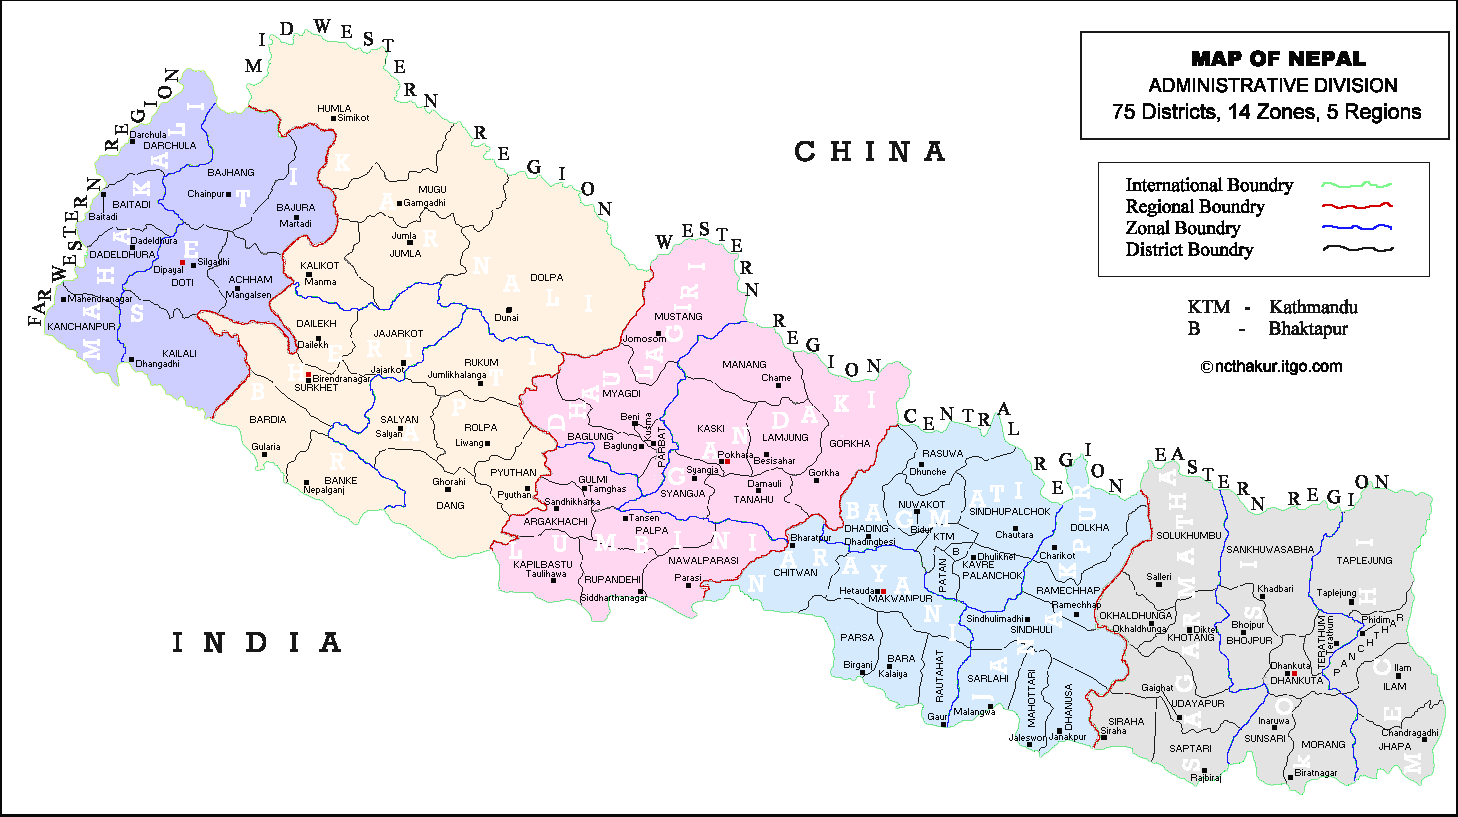 MAP OF NEPAL
ADMINISTRATIVE DIVISION
75 Districts, 14 Zones, 5 Regions
International Boundry
Regional Boundry
Zonal Boundry
District Boundry
KTM - Kathmandu
B - Bhaktapur
©ncthakur.itgo.com
CHINA
INDIA
FAR WESTERN REGION
MID WESTERN REGION
WESTERN REGION
CENTRAL REGION
EASTERN REGION
MAHAKALI
SETI
KARNALI
BHERI
RAPTI
DHAULAGIRI
GANDAKI
LUMBINI
BAGMATI
NARAYANI
JANAKPUR
SAGARMATHA
KOSHI
MECHI
Darchula
DARCHULA
BAJHANG
Chainpur
BAITADI
Baitadi
BAJURA
Martadi
Dadeldhura
DADELDHURA
Dipayal
Silgadhi
DOTI
ACHHAM
Mangalsen
Mahendranagar
KANCHANPUR
KAILALI
Dhangadhi
HUMLA
Simikot
MUGU
Gamgadhi
Jumla
JUMLA
KALIKOT
Manma
DOLPA
Dunai
DAILEKH
Dailekh
JAJARKOT
Jajarkot
RUKUM
Jumlikhalanga
Birendranagar
SURKHET
BARDIA
Gularia
SALYAN
Salyan
ROLPA
Liwang
PYUTHAN
Pyuthan
BANKE
Nepalganj
Ghorahi
DANG
MUSTANG
Jomosom
MANANG
Chame
MYAGDI
Beni
Kusma
PARBAT
BAGLUNG
Baglung
KASKI
Pokhara
LAMJUNG
Besisahar
GORKHA
Gorkha
GULMI
Tamghas
Syangja
SYANGJA
Damauli
TANAHU
Sandhikharka
ARGAKHACHI
Tansen
PALPA
KAPILBASTU
Taulihawa
RUPANDEHI
Siddharthanagar
NAWALPARASI
Parasi
RASUWA
Dhunche
NUWAKOT
Bidur
SINDHUPALCHOK
Chautara
DOLKHA
Charikot
DHADING
Dhadingbesi
KTM
B
PATAN
Dhulikhel
KAVRE
PALANCHOK
RAMECHHAP
Ramechhap
Bharatpur
CHITWAN
Hetauda
MAKWANPUR
Sindhulimadhi
SINDHULI
PARSA
Birganj
BARA
Kalaiya
RAUTAHAT
Gaur
SARLAHI
Malangwa
MAHOTTARI
Jaleswor
DHANUSA
Janakpur
SOLUKHUMBU
Salleri
SANKHUWASABHA
Khadbari
TAPLEJUNG
Taplejung
OKHALDHUNGA
Okhaldhunga
Diktel
KHOTANG
Bhojpur
BHOJPUR
TERATHUM
Terathum
Phidim
PANCHTHAR
Dhankuta
DHANKUTA
Ilam
ILAM
Gaighat
UDAYAPUR
SIRAHA
Siraha
SAPTARI
Rajbiraj
Inaruwa
SUNSARI
MORANG
Biratnagar
Chandragadhi
JHAPA